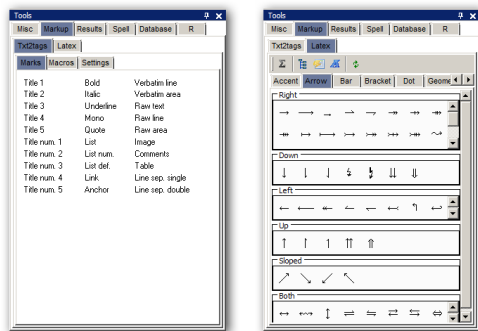 Tools
Misc Markup Results Spell Database R
Txt2tags Latex
Marks Macros Settings
Title 1 Bold Verbatim line
Title 2 Italic Verbatim area
Title 3 Underline Raw text
Title 4 Mono Raw line
Title 5 Quote Raw area
Title num. 1 List Image
Title num. 2 List num. Comments
Title num. 3 List def. Table
Title num. 4 Link Line sep. single
Title num. 5 Anchor Line sep. double
Tools
Misc Markup Results Spell Database R
Txt2tags Latex
Σ
Accent Arrow Bar Bracket Dot Geome
Right
Down
Left
Up
Sloped
Both